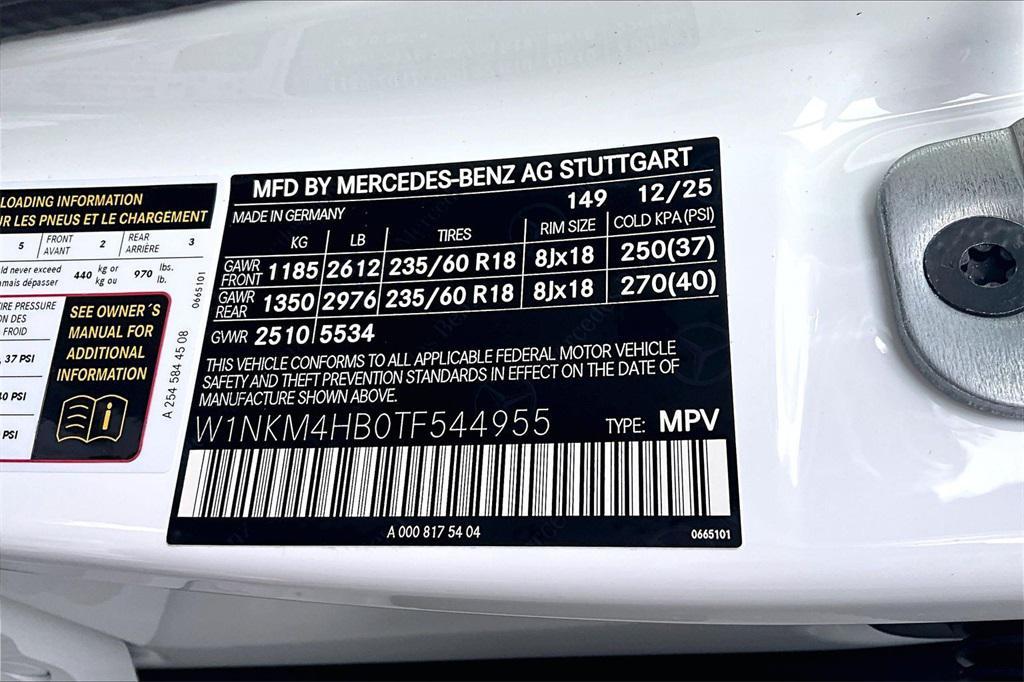 LOADING INFORMATION
UR LES PNEUS ET LE CHARGEMENT
5 FRONT AVANT 2 REAR ARRIÈRE 3
ld never exceed 440 kg or 970 lbs.
amais dépasser kg ou lb.
0665101
IRE PRESSURE
ON DES
FROID
, 37 PSI
40 PSI
PSI
SEE OWNER´S
MANUAL FOR
ADDITIONAL
INFORMATION
A 254 584 45 08
MFD BY MERCEDES-BENZ AG STUTTGART
149 12/25
MADE IN GERMANY
KG LB TIRES RIM SIZE COLD KPA (PSI)
GAWR FRONT 1185 2612 235/60 R18 8Jx18 250(37)
GAWR REAR 1350 2976 235/60 R18 8Jx18 270(40)
GVWR 2510 5534
THIS VEHICLE CONFORMS TO ALL APPLICABLE FEDERAL MOTOR VEHICLE
SAFETY AND THEFT PREVENTION STANDARDS IN EFFECT ON THE DATE OF
MANUFACTURE SHOWN ABOVE.
W1NKM4HB0TF544955 TYPE: MPV
A 000 817 54 04
0665101